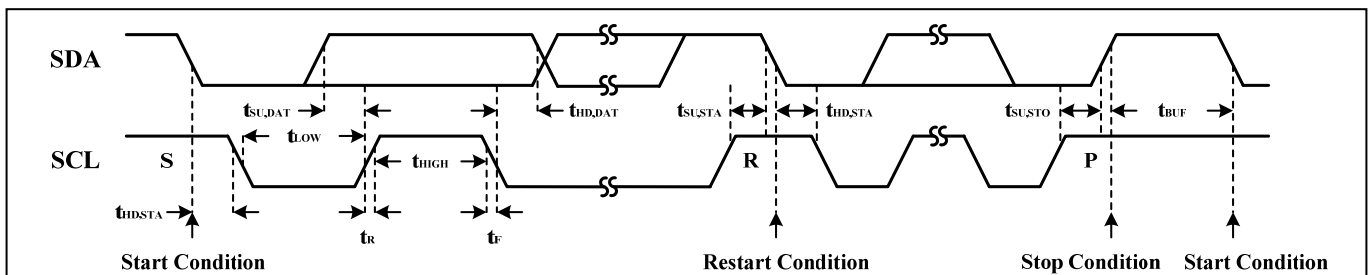 SDA
tSU,DAT tHD,DAT tSU,STA tHD,STA tSU,STO tBUF
tLOW
SCL S tHIGH R P
tHD,STA
tR tF
Start Condition Restart Condition Stop Condition Start Condition